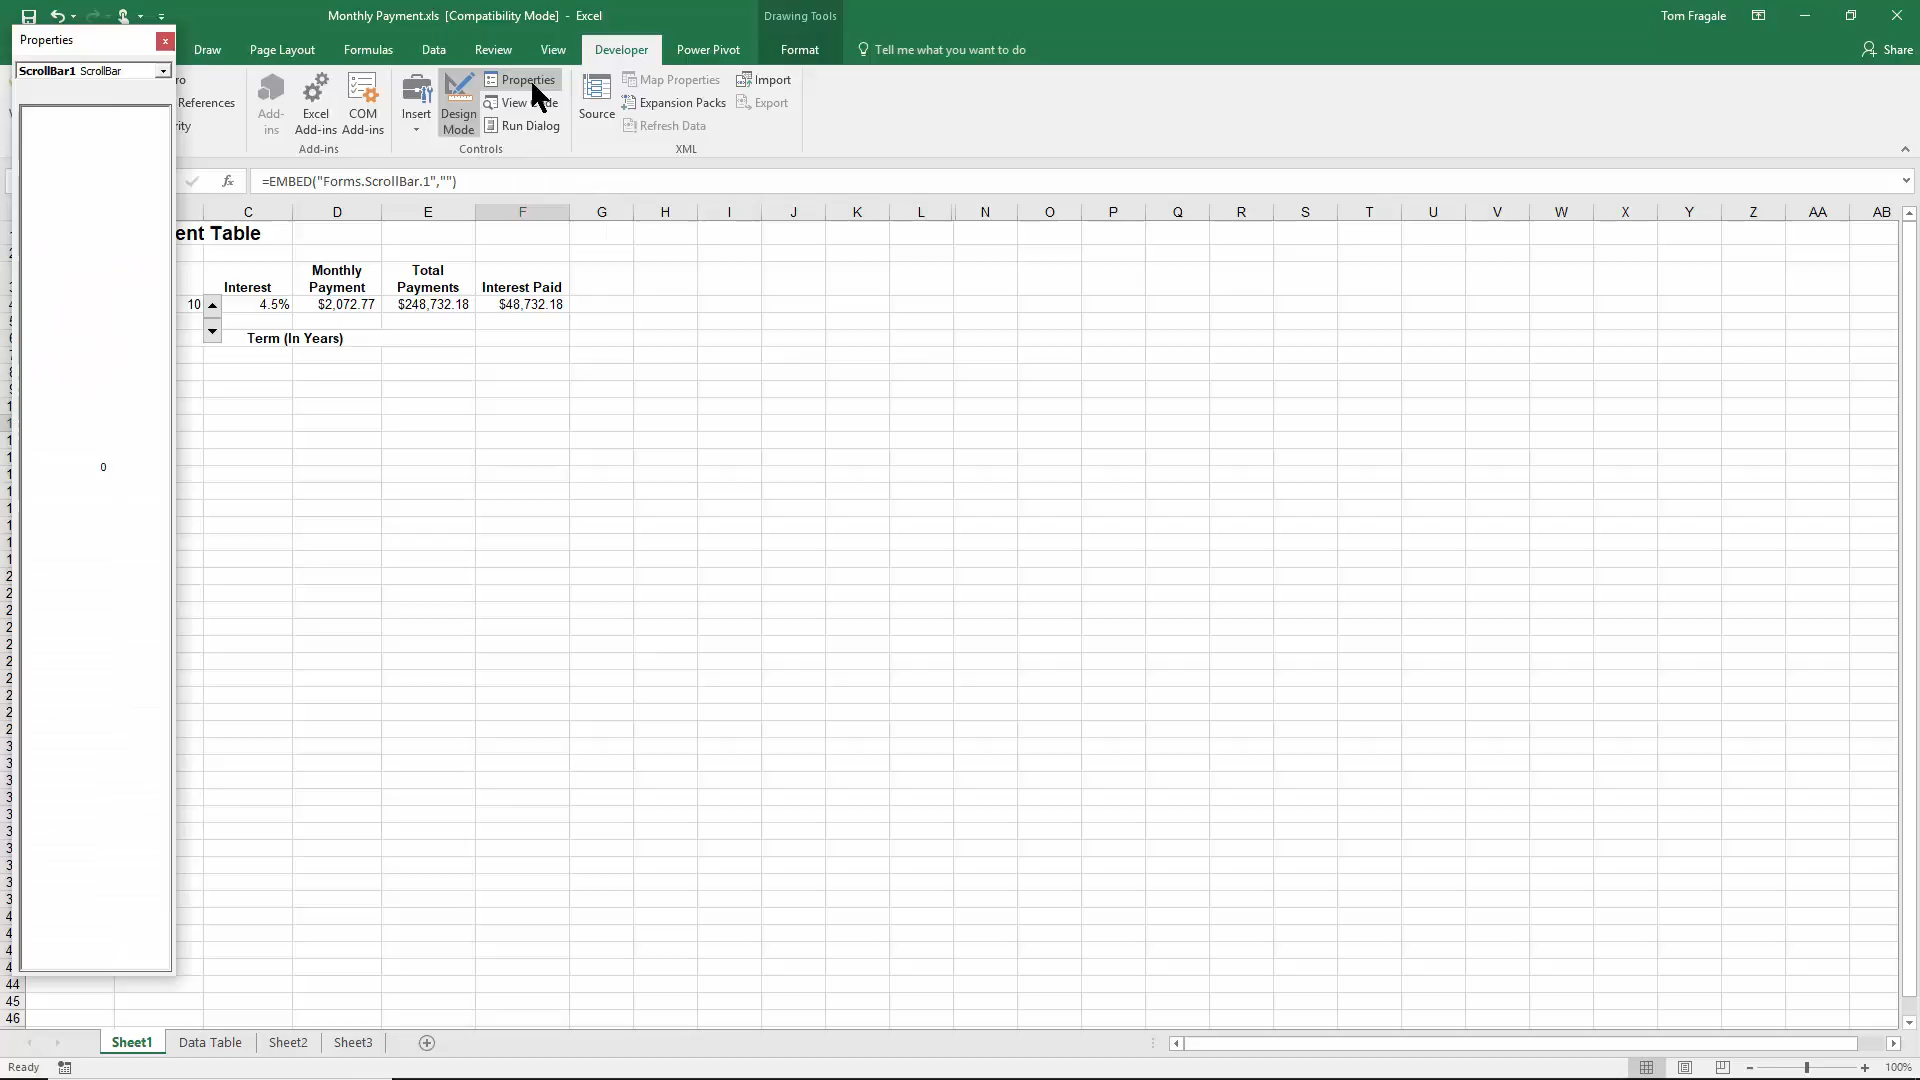 Monthly Payment.xls [Compatibility Mode] - Excel
Drawing Tools
Tom Fragale
Properties
Draw
Page Layout
Formulas
Data
Review
View
Developer
Power Pivot
Format
Tell me what you want to do
Share
ScrollBar1 ScrollBar
References
Add-ins
Excel Add-ins
COM Add-ins
Add-ins
Insert
Design Mode
Properties
View
Run Dialog
Controls
Source
Map Properties
Expansion Packs
Refresh Data
Import
Export
XML
fx
=EMBED("Forms.ScrollBar.1","")
C D E F G H I J K L N O P Q R S T U V W X Y Z AA AB
ent Table
Interest
Monthly Payment
Total Payments
Interest Paid
10 4.5% $2,072.77 $248,732.18 $48,732.18
Term (In Years)
0
44
45
46
Sheet1
Data Table
Sheet2
Sheet3
Ready
100%